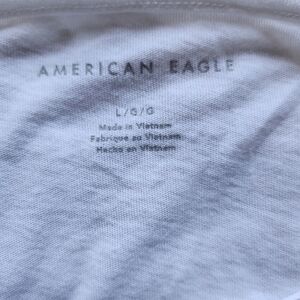 AMERICAN EAGLE
L/G/G
Made in Vietnam
Fabriqué au Vietnam
Hecho en Vietnam